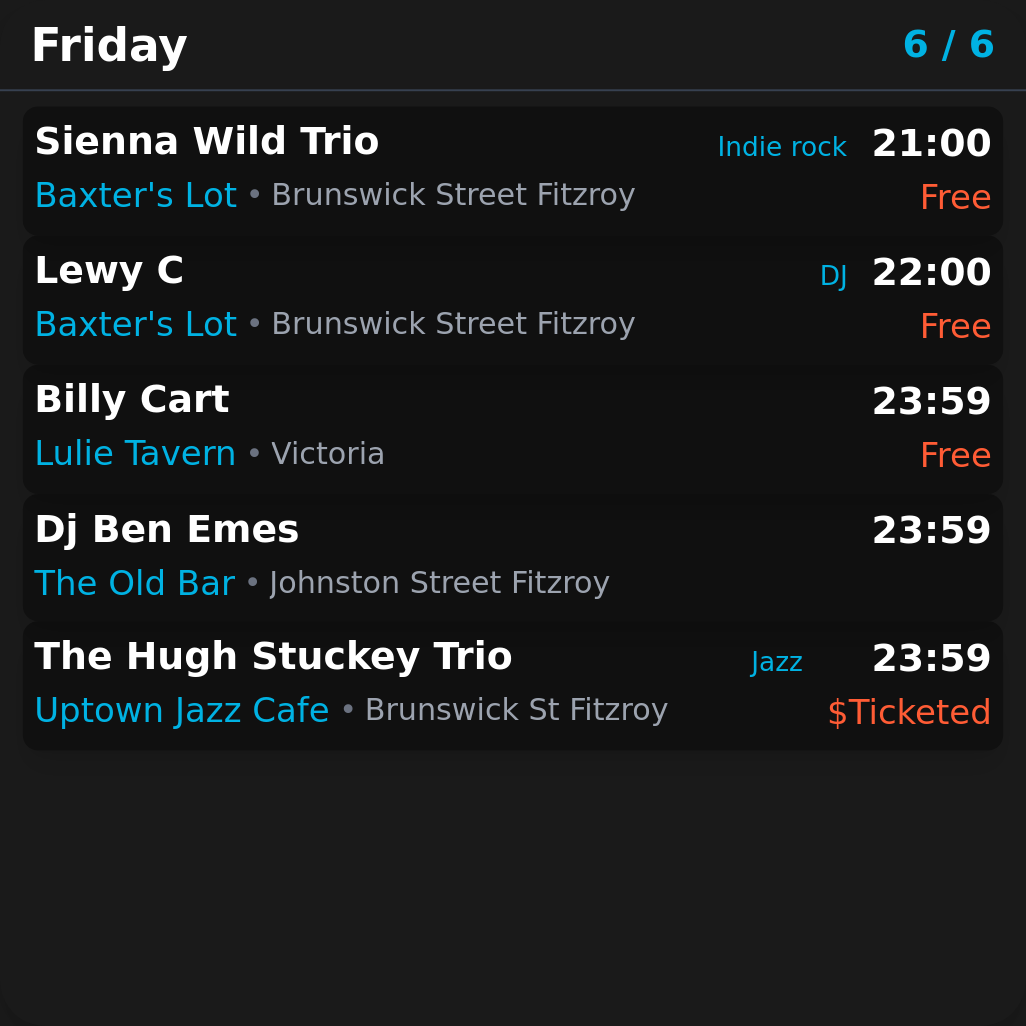 Friday 6 / 6
Sienna Wild Trio Indie rock 21:00
Baxter's Lot • Brunswick Street Fitzroy Free
Lewy C DJ 22:00
Baxter's Lot • Brunswick Street Fitzroy Free
Billy Cart 23:59
Lulie Tavern • Victoria Free
Dj Ben Emes 23:59
The Old Bar • Johnston Street Fitzroy
The Hugh Stuckey Trio Jazz 23:59
Uptown Jazz Cafe • Brunswick St Fitzroy $Ticketed